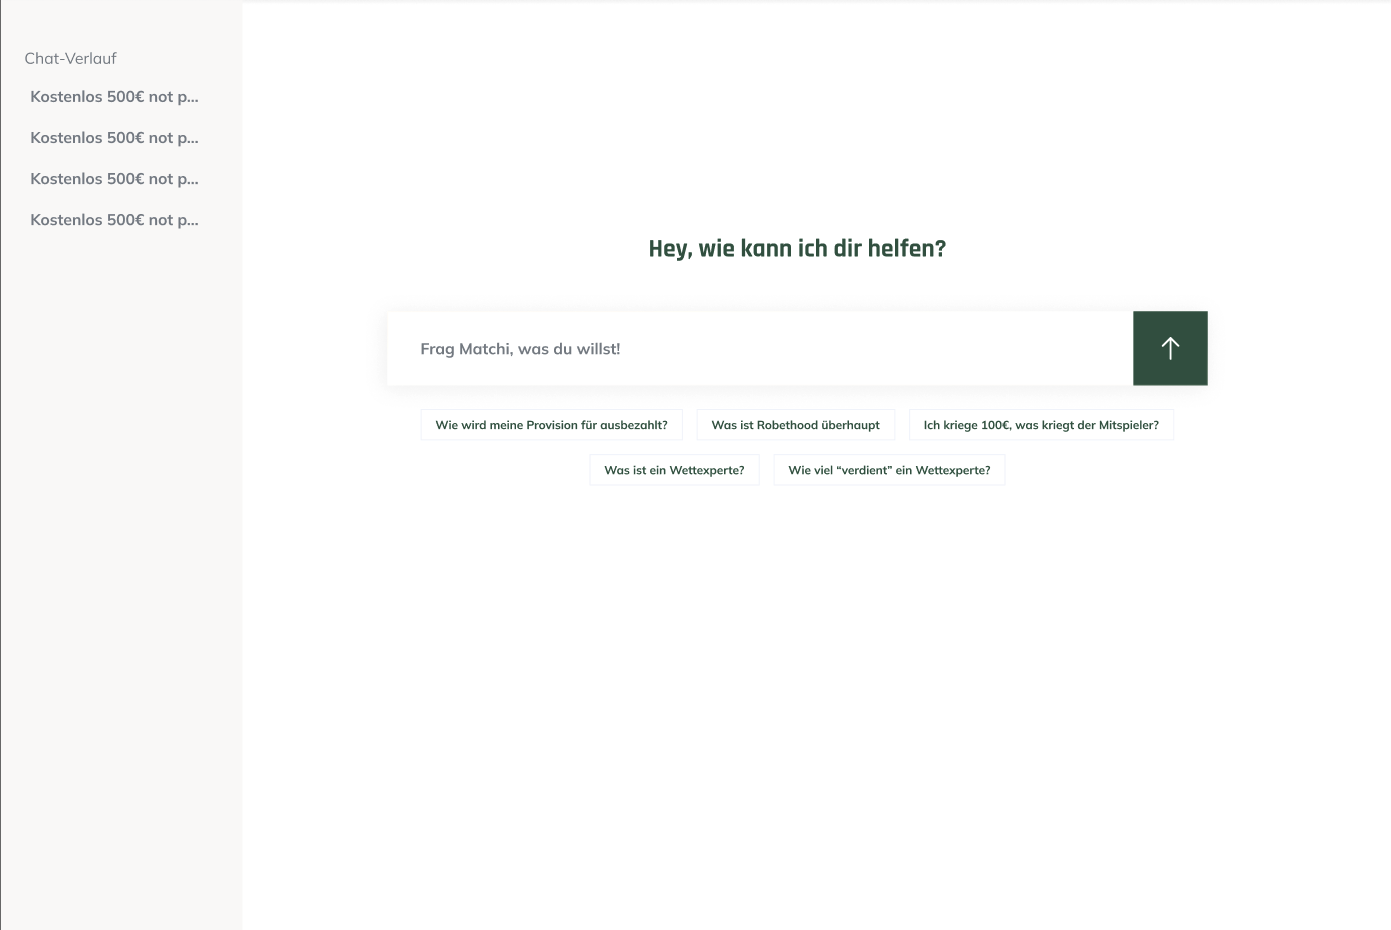 Chat-Verlauf
Kostenlos 500€ not p...
Kostenlos 500€ not p...
Kostenlos 500€ not p...
Kostenlos 500€ not p...
Hey, wie kann ich dir helfen?
Frag Matchi, was du willst!
Wie wird meine Provision für ausbezahlt?
Was ist Robethood überhaupt
Ich kriege 100€, was kriegt der Mitspieler?
Was ist ein Wettexperte?
Wie viel “verdient” ein Wettexperte?